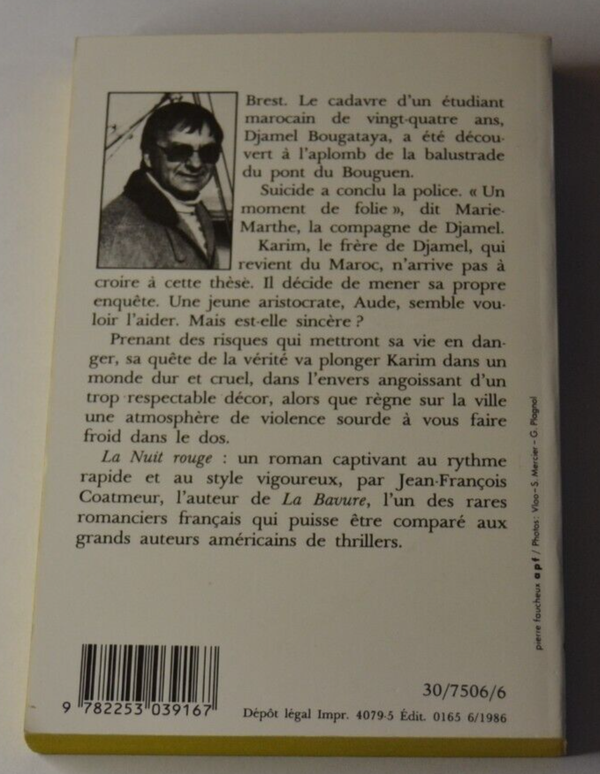 Brest. Le cadavre d'un étudiant
marocain de vingt-quatre ans,
Djamel Bougataya, a été décou-
vert à l'aplomb de la balustrade
du pont du Bouguen.
Suicide a conclu la police. « Un
moment de folie », dit Marie-
Marthe, la compagne de Djamel.
Karim, le frère de Djamel, qui
revient du Maroc, n'arrive pas à
croire à cette thèse. Il décide de mener sa propre
enquête. Une jeune aristocrate, Aude, semble vou-
loir l'aider. Mais est-elle sincère ?
Prenant des risques qui mettront sa vie en dan-
ger, sa quête de la vérité va plonger Karim dans un
monde dur et cruel, dans l'envers angoissant d'un
trop respectable décor, alors que règne sur la ville
une atmosphère de violence sourde à vous faire
froid dans le dos.
La Nuit rouge : un roman captivant au rythme
rapide et au style vigoureux, par Jean-François
Coatmeur, l'auteur de La Bavure, l'un des rares
romanciers français qui puisse être comparé aux
grands auteurs américains de thrillers.
pierre faucheux apf / Photos: Vloo-S. Mercier - G. Plagnol
9 782253 039167
30/7506/6
Dépôt légal Impr. 4079-5 Édit. 0165 6/1986